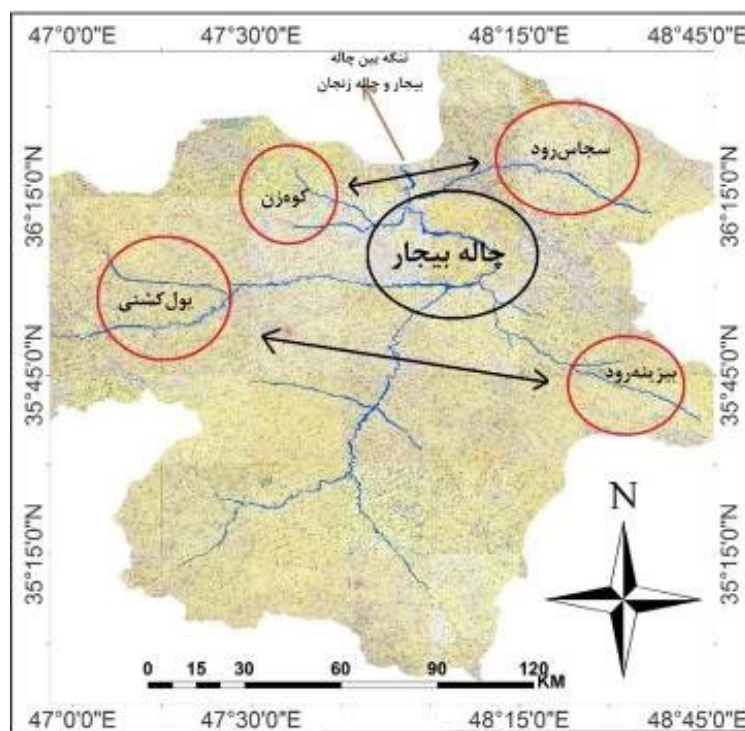 47°0'0"E 47°30'0"E 48°15'0"E 48°45'0"E
تنگه بین چاله
بیجار و چاله زنجان
سجاس‌رود
کوه‌زن
36°15'0"N 36°15'0"N
چاله بیجار
یول‌کشتی
بیزینه‌رود
35°45'0"N 35°45'0"N
N
35°15'0"N 35°15'0"N
0 15 30 60 90 120
KM
47°0'0"E 47°30'0"E 48°15'0"E 48°45'0"E